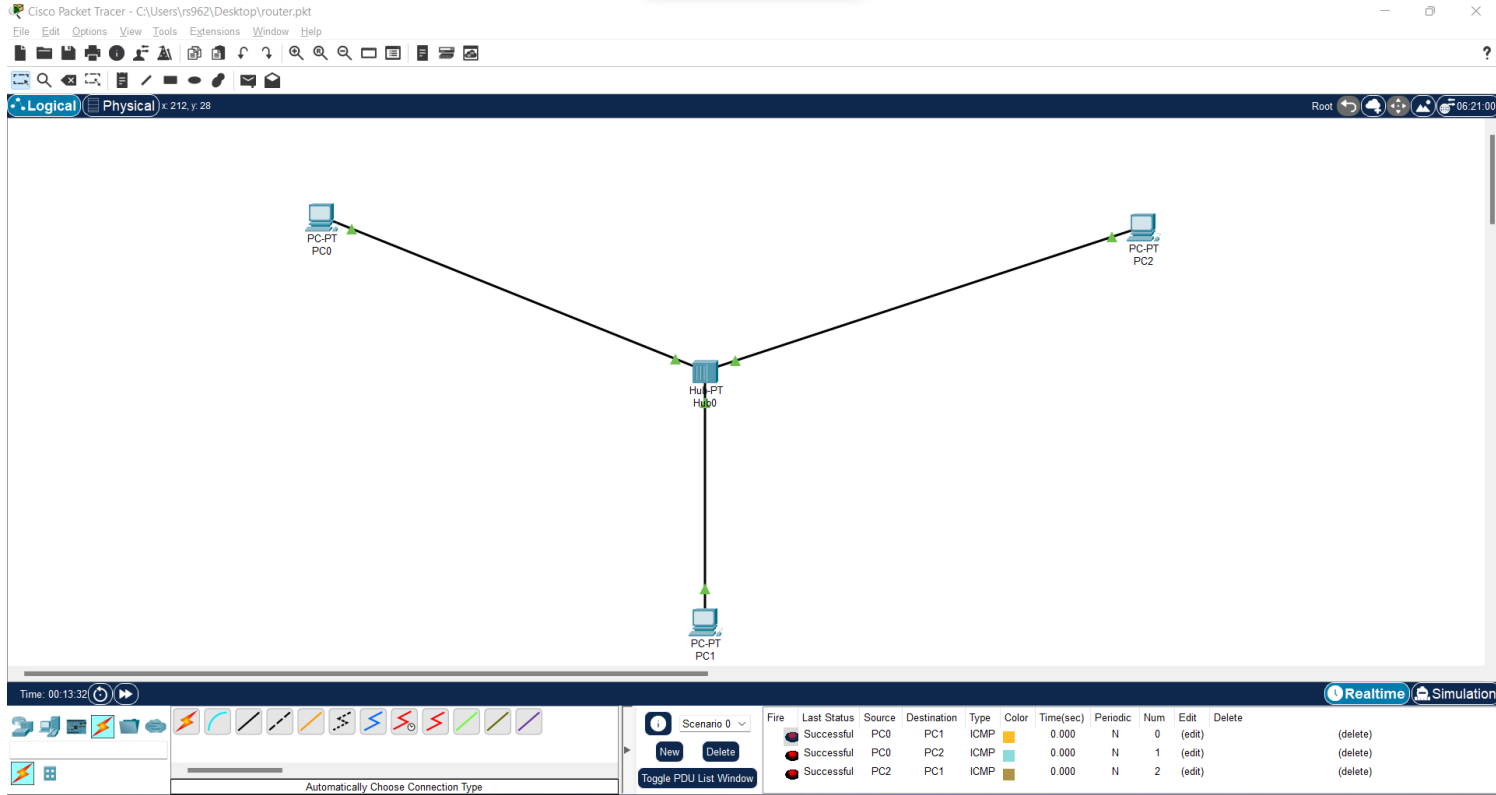 Cisco Packet Tracer - C:\Users\rs962\Desktop\router.pkt
File Edit Options View Tools Extensions Window Help
?
Logical Physical x: 212, y: 28 Root 06:21:00
PC-PT
PC0
PC-PT
PC2
Hub-PT
Hub0
PC-PT
PC1
Time: 00:13:32 Realtime Simulation
Scenario 0
New Delete
Toggle PDU List Window
Automatically Choose Connection Type
Fire Last Status Source Destination Type Color Time(sec) Periodic Num Edit Delete
Successful PC0 PC1 ICMP 0.000 N 0 (edit) (delete)
Successful PC0 PC2 ICMP 0.000 N 1 (edit) (delete)
Successful PC2 PC1 ICMP 0.000 N 2 (edit) (delete)